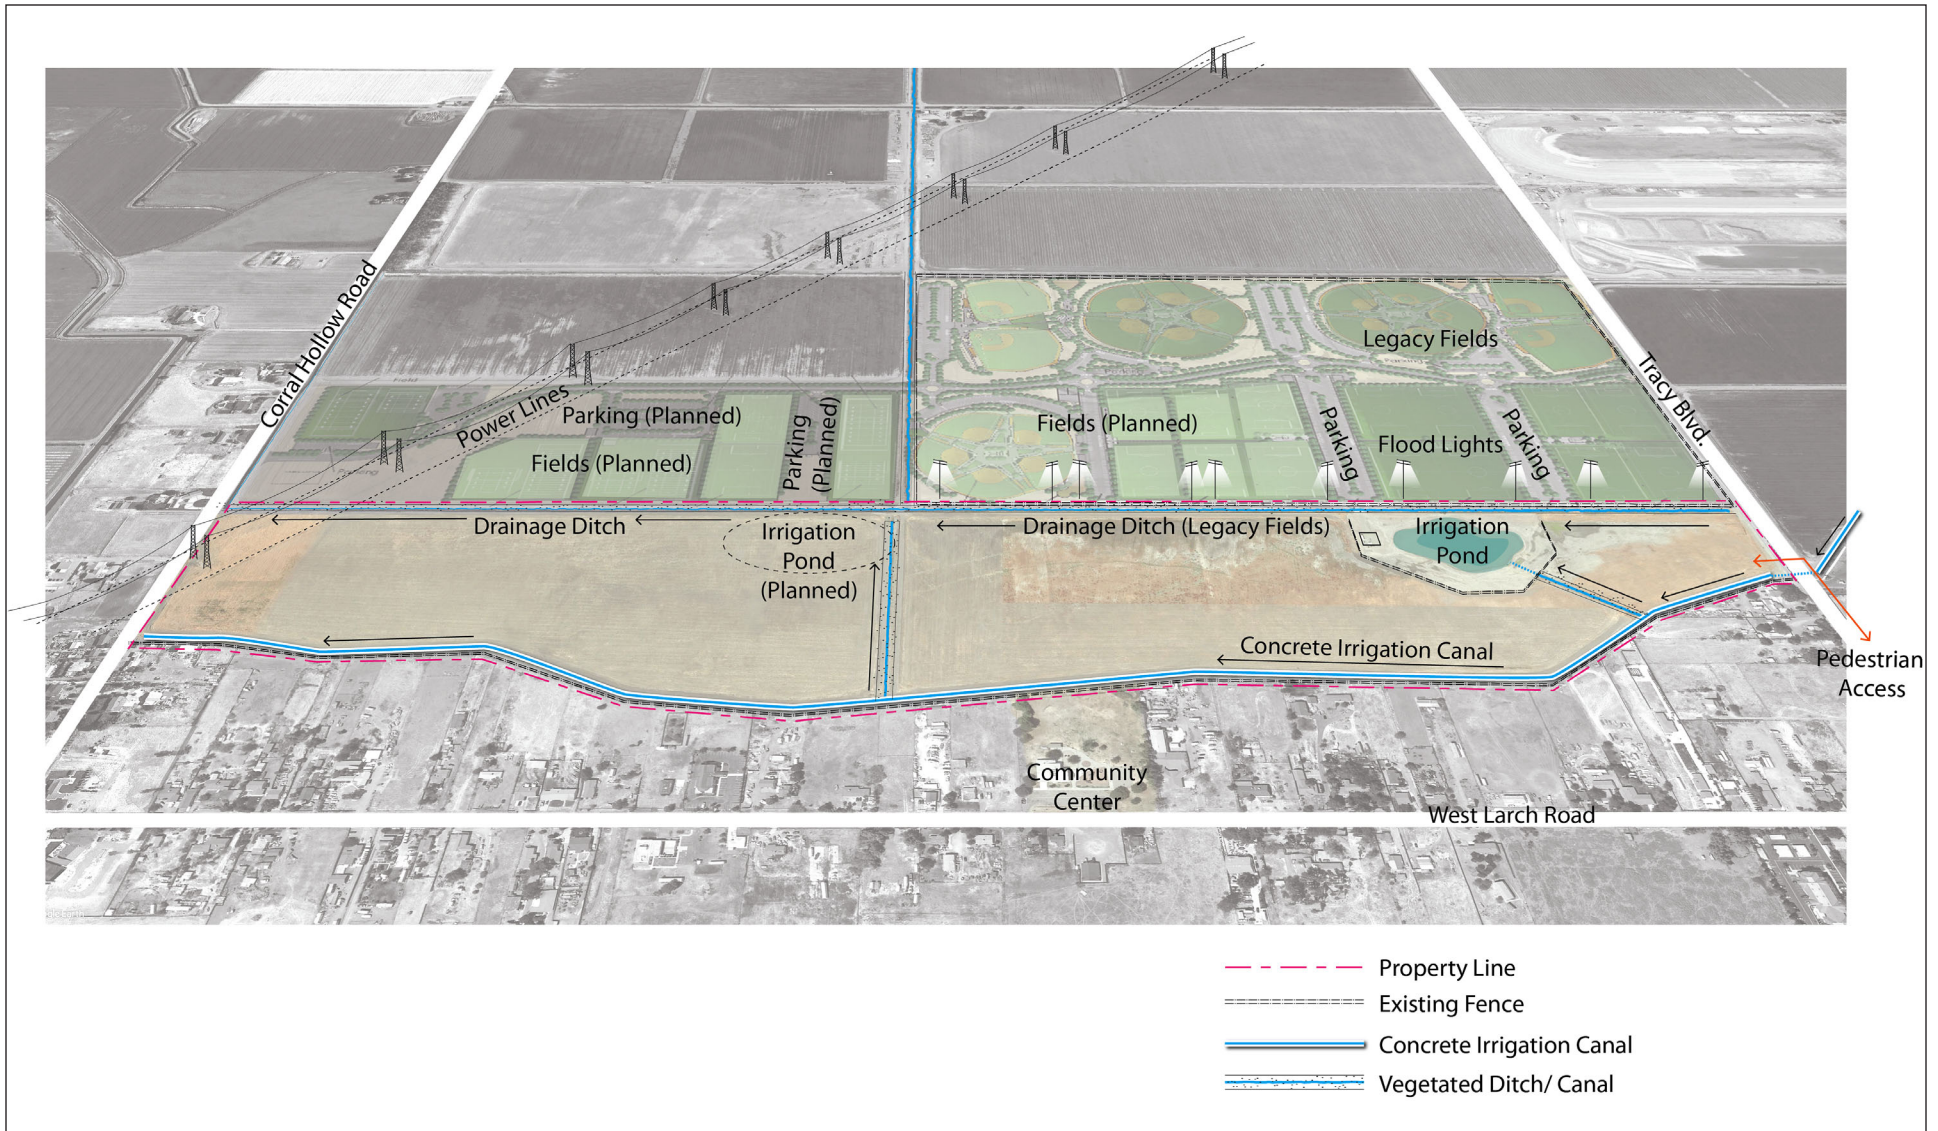 Corral Hollow Road
Legacy Fields
Tracy Blvd.
Power Lines
Parking (Planned)
Parking
(Planned)
Fields (Planned)
Fields (Planned)
Parking
Flood Lights
Parking
Drainage Ditch
Irrigation
Pond
(Planned)
Drainage Ditch (Legacy Fields)
Irrigation
Pond
Concrete Irrigation Canal
Pedestrian
Access
Community
Center
West Larch Road
Property Line
Existing Fence
Concrete Irrigation Canal
Vegetated Ditch/ Canal